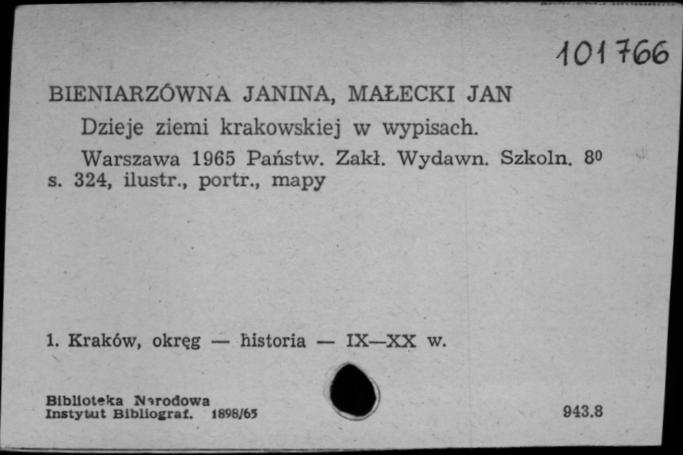 101766
BIENIARZÓWNA JANINA, MAŁECKI JAN
Dzieje ziemi krakowskiej w wypisach.
Warszawa 1965 Państw. Zakł. Wydawn. Szkoln. 8⁰
s. 324, ilustr., portr., mapy
1. Kraków, okręg — historia — IX—XX w.
Biblioteka Narodowa
Instytut Bibliograf. 1898/65
943.8